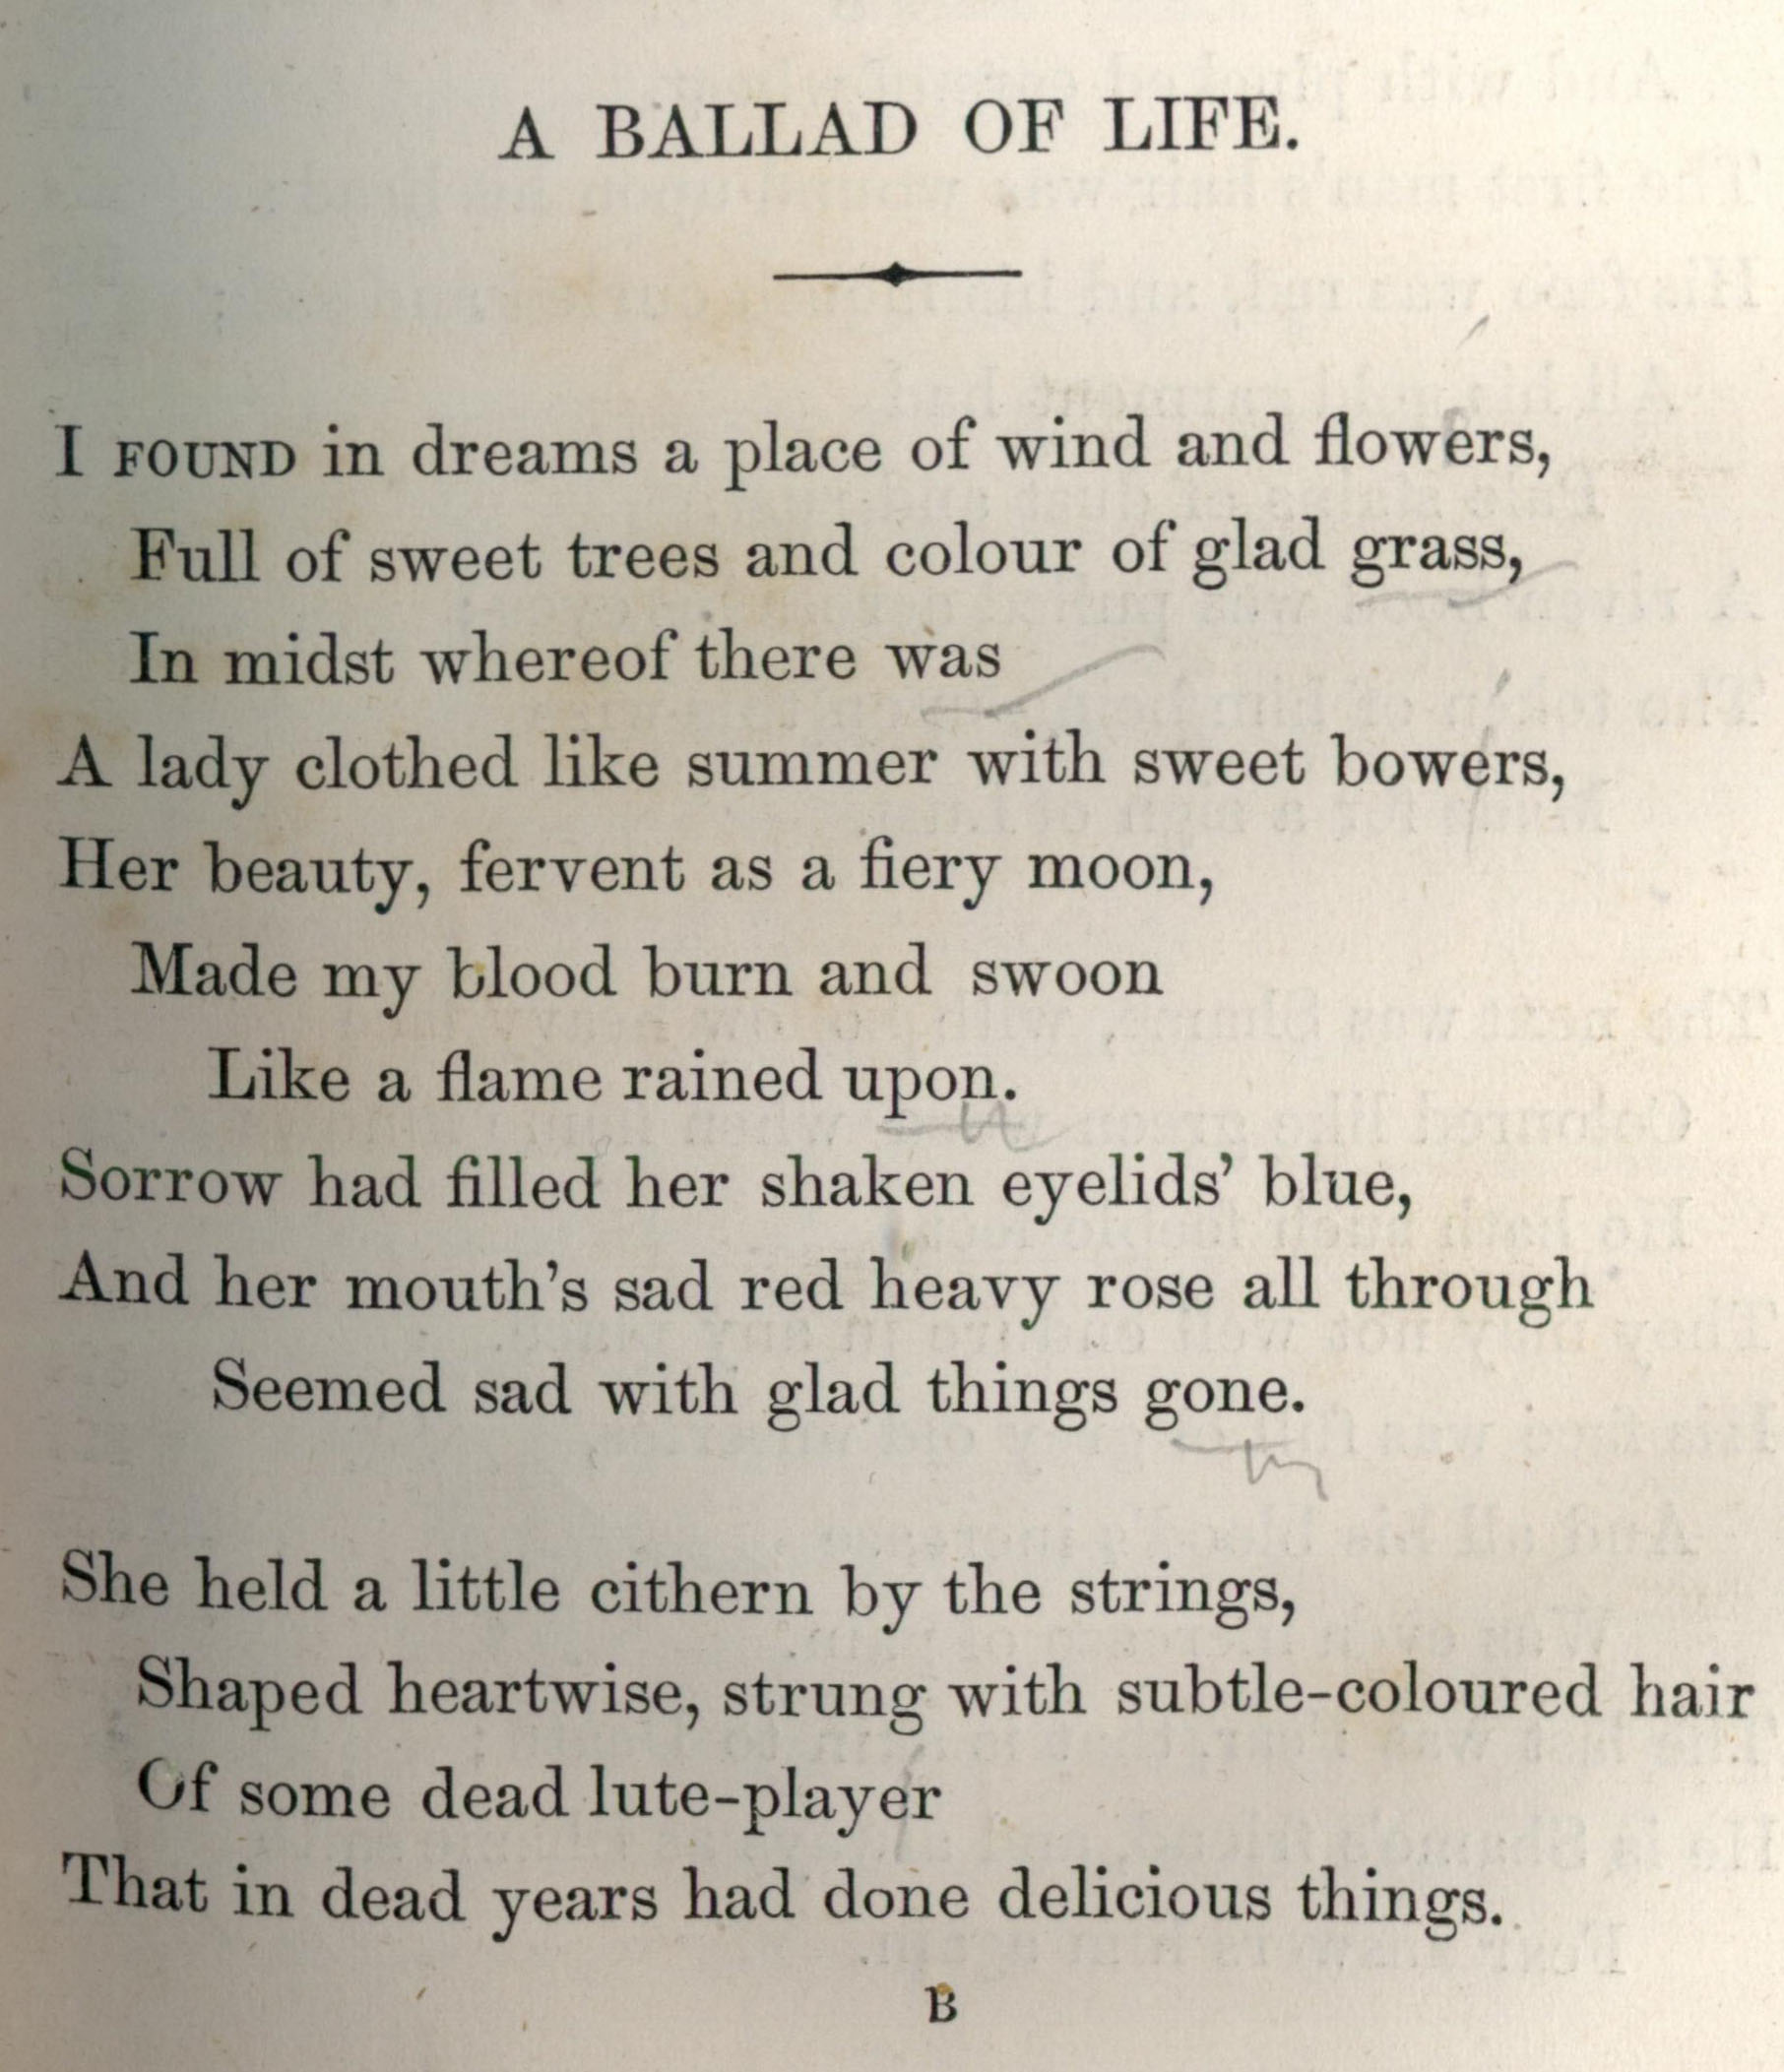 A BALLAD OF LIFE.
I FOUND in dreams a place of wind and flowers,
Full of sweet trees and colour of glad grass,
In midst whereof there was
A lady clothed like summer with sweet bowers,
Her beauty, fervent as a fiery moon,
Made my blood burn and swoon
Like a flame rained upon.
Sorrow had filled her shaken eyelids’ blue,
And her mouth’s sad red heavy rose all through
Seemed sad with glad things gone.
She held a little cithern by the strings,
Shaped heartwise, strung with subtle-coloured hair
Of some dead lute-player
That in dead years had done delicious things.
B